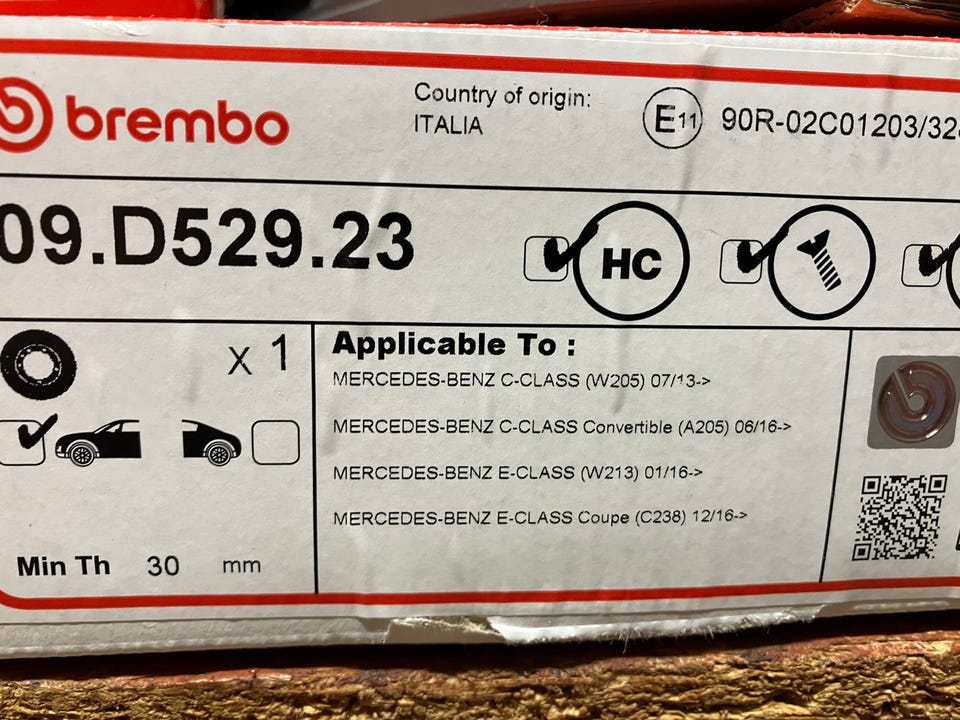 brembo
Country of origin:
ITALIA
E11 90R-02C01203/32
09.D529.23
HC
x 1
Min Th 30 mm
Applicable To :
MERCEDES-BENZ C-CLASS (W205) 07/13->
MERCEDES-BENZ C-CLASS Convertible (A205) 06/16->
MERCEDES-BENZ E-CLASS (W213) 01/16->
MERCEDES-BENZ E-CLASS Coupe (C238) 12/16->